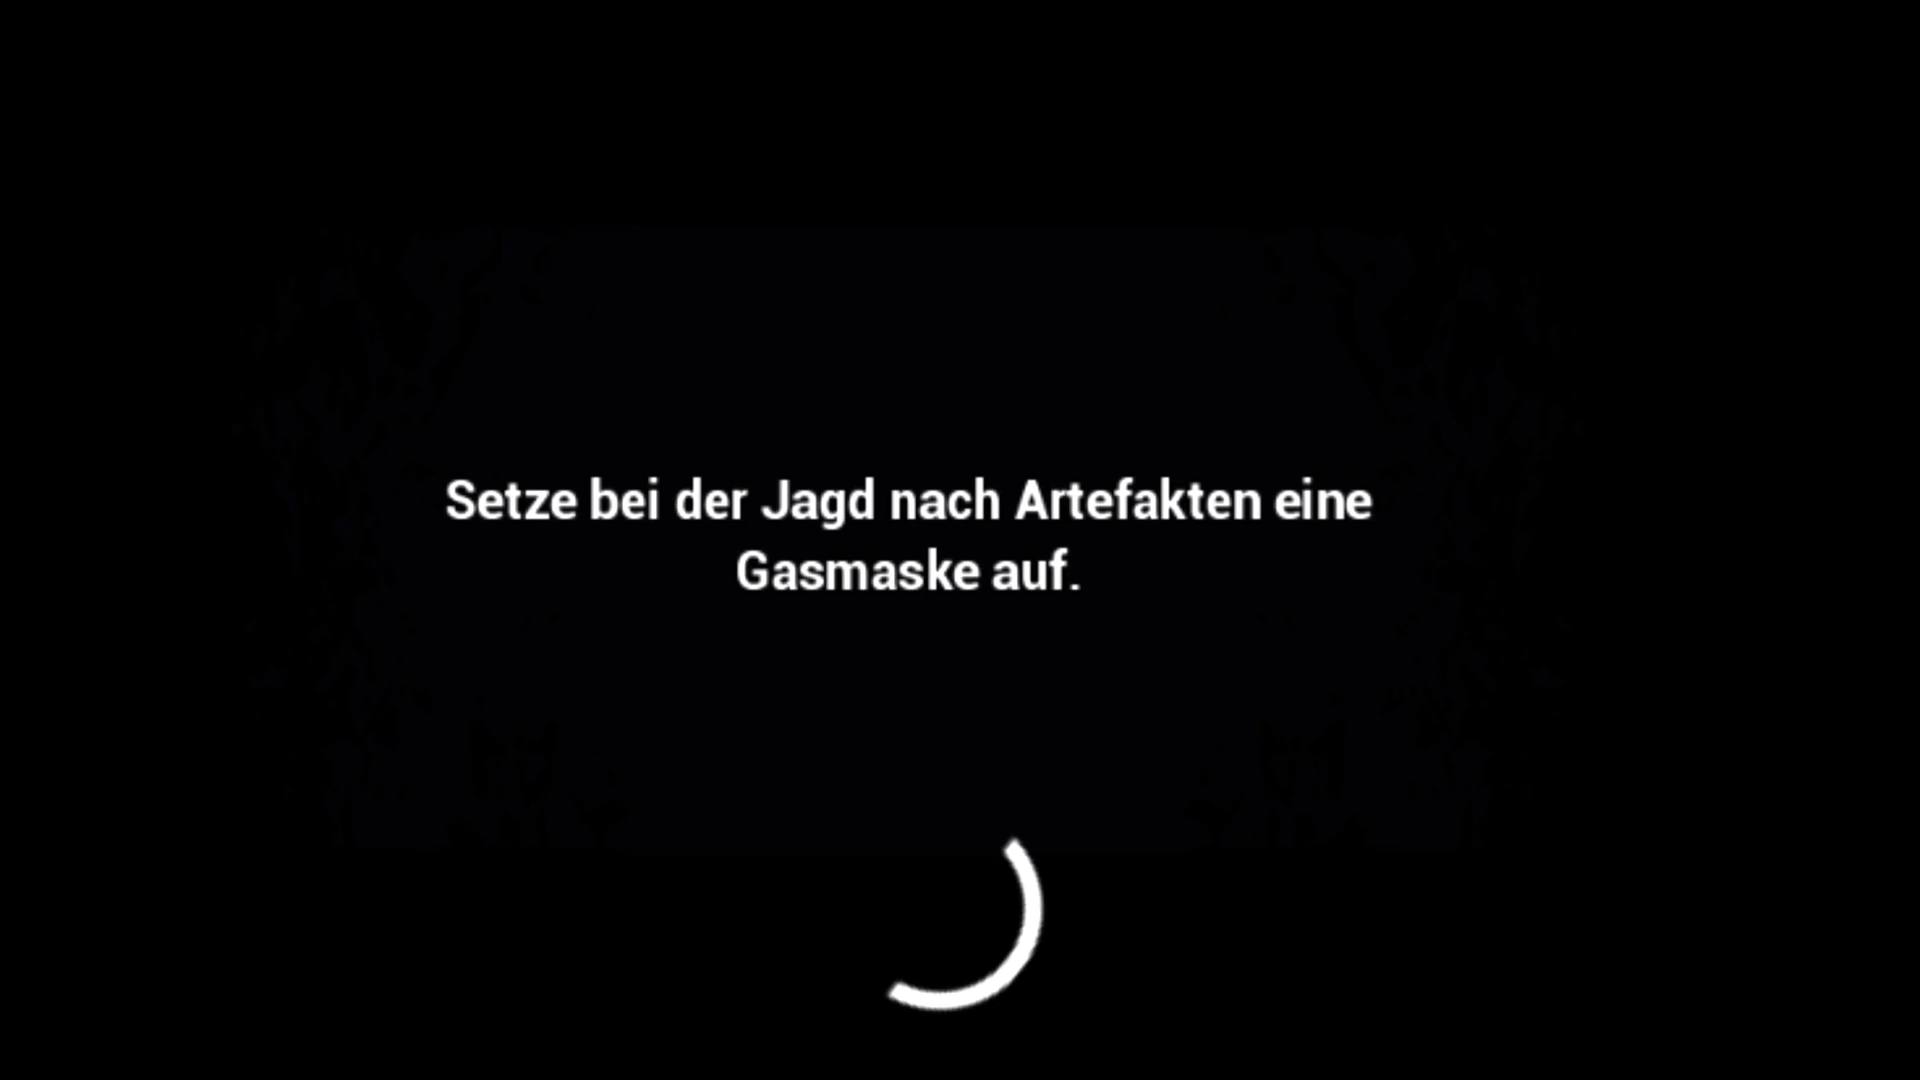 Setze bei der Jagd nach Artefakten eine
Gasmaske auf.